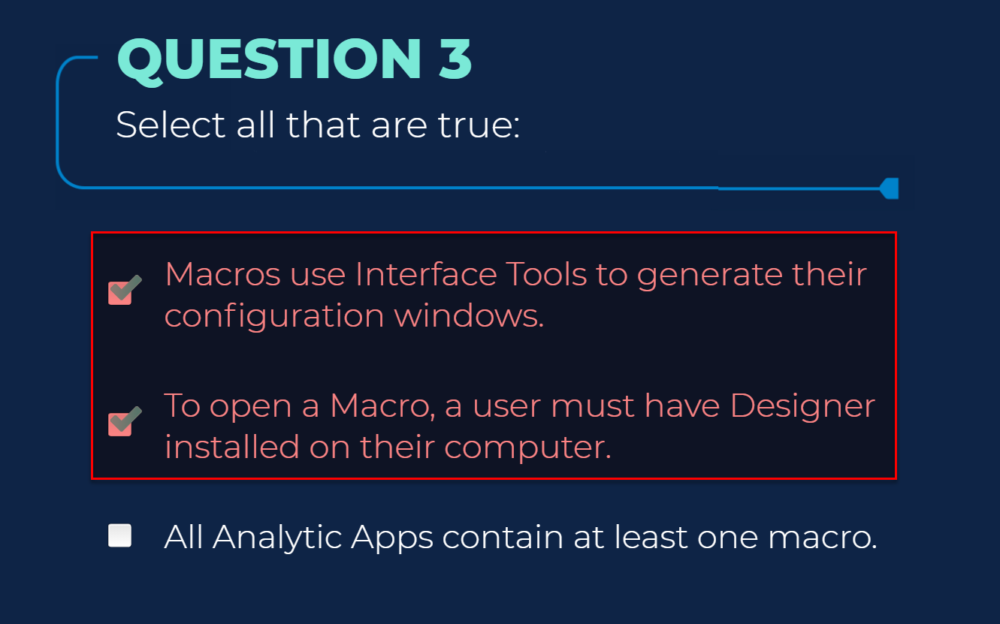 QUESTION 3
Select all that are true:
Macros use Interface Tools to generate their
configuration windows.
To open a Macro, a user must have Designer
installed on their computer.
All Analytic Apps contain at least one macro.